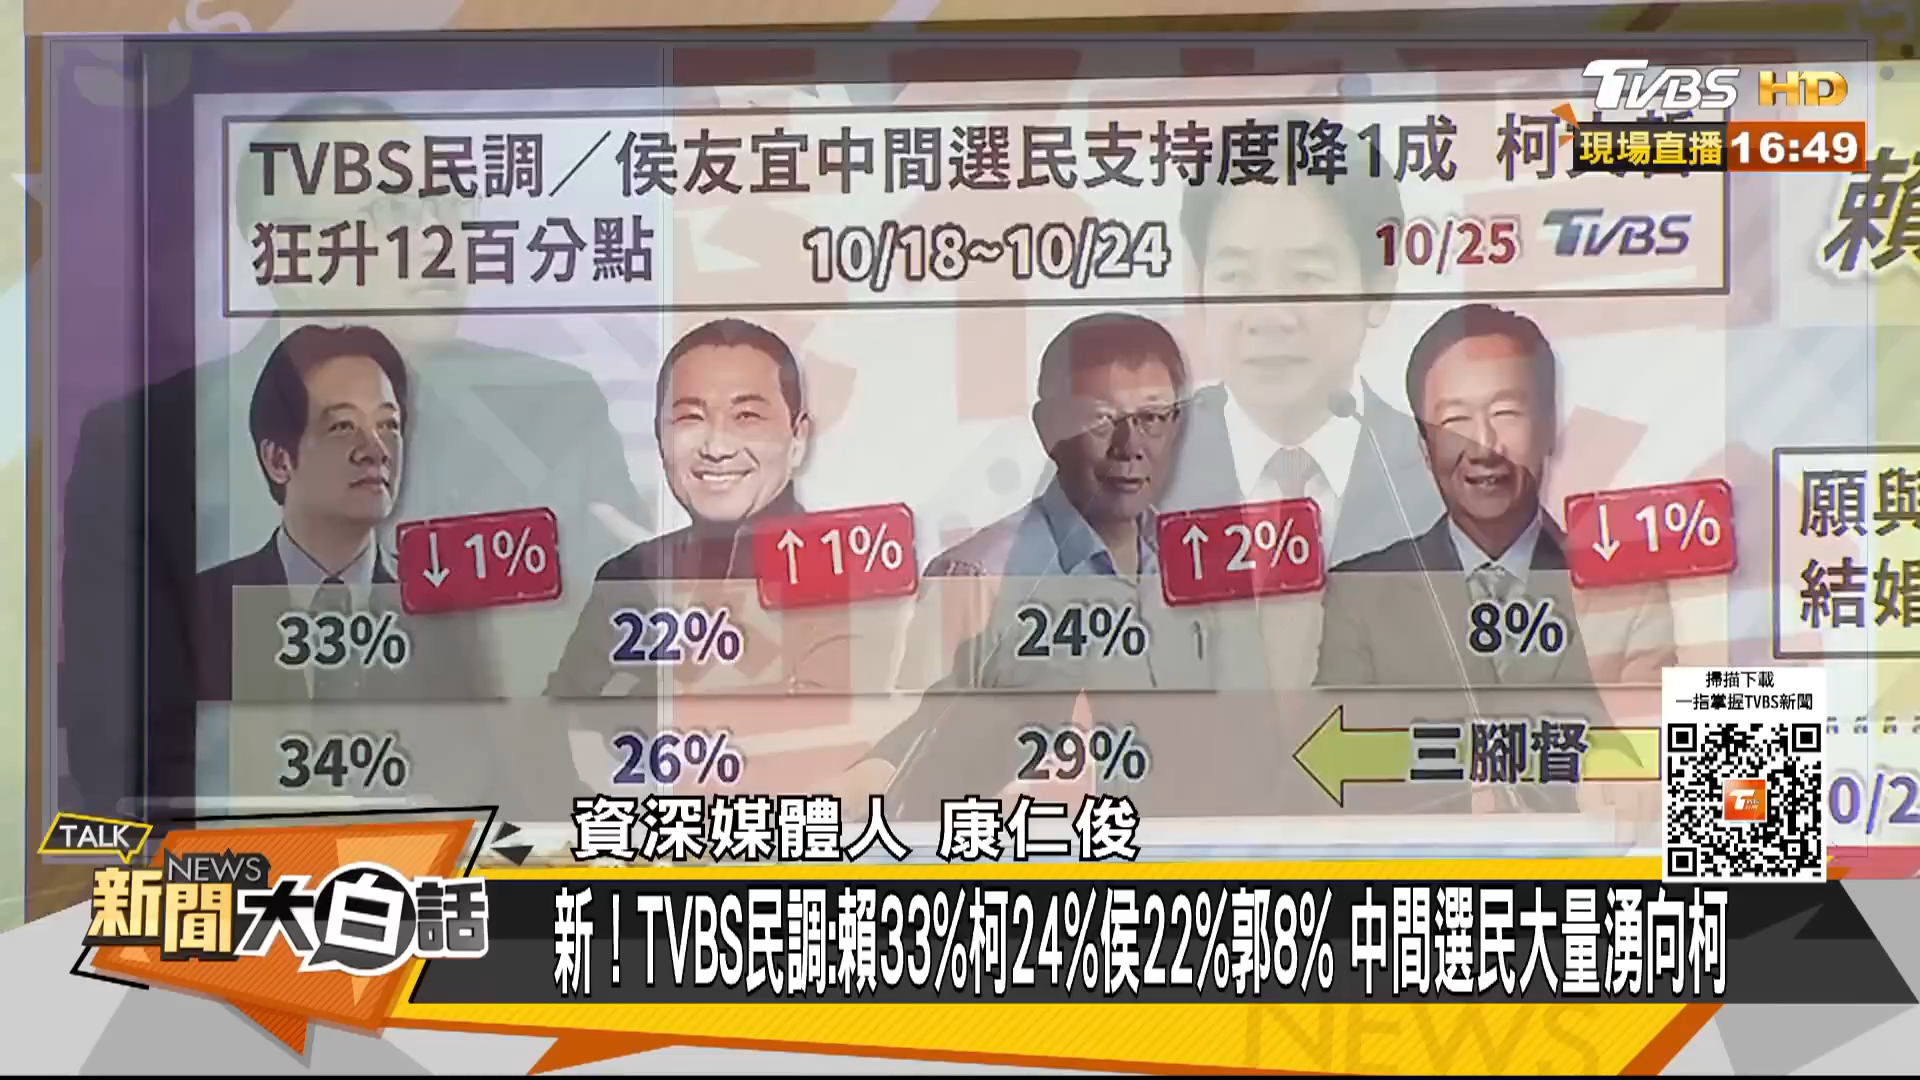 TVBS HD
現場直播 16:49
TVBS民調／侯友宜中間選民支持度降1成 柯
狂升12百分點 10/18~10/24 10/25 TVBS
賴
↓1% ↑1% ↑2% ↓1%
33% 22% 24% 8%
34% 26% 29% 三腳督
願與
結婚
掃描下載
一指掌握TVBS新聞
TALK
NEWS
新聞大白話
資深媒體人 康仁俊
新！TVBS民調:賴33%柯24%侯22%郭8% 中間選民大量湧向柯
NEWS